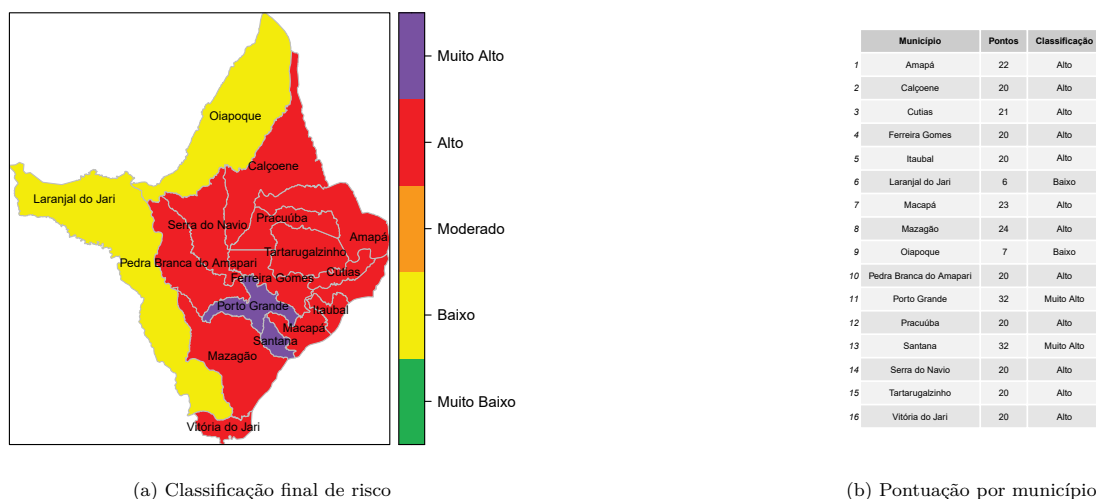 Oiapoque
Calçoene
Laranjal do Jari
Serra do Navio
Pracuúba
Amapá
Tartarugalzinho
Pedra Branca do Amapari
Cutias
Ferreira Gomes
Porto Grande
Itaubal
Macapá
Santana
Mazagão
Vitória do Jari
Muito Alto
Alto
Moderado
Baixo
Muito Baixo
(a) Classificação final de risco
Município Pontos Classificação
1 Amapá 22 Alto
2 Calçoene 20 Alto
3 Cutias 21 Alto
4 Ferreira Gomes 20 Alto
5 Itaubal 20 Alto
6 Laranjal do Jari 6 Baixo
7 Macapá 23 Alto
8 Mazagão 24 Alto
9 Oiapoque 7 Baixo
10 Pedra Branca do Amapari 20 Alto
11 Porto Grande 32 Muito Alto
12 Pracuúba 20 Alto
13 Santana 32 Muito Alto
14 Serra do Navio 20 Alto
15 Tartarugalzinho 20 Alto
16 Vitória do Jari 20 Alto
(b) Pontuação por município